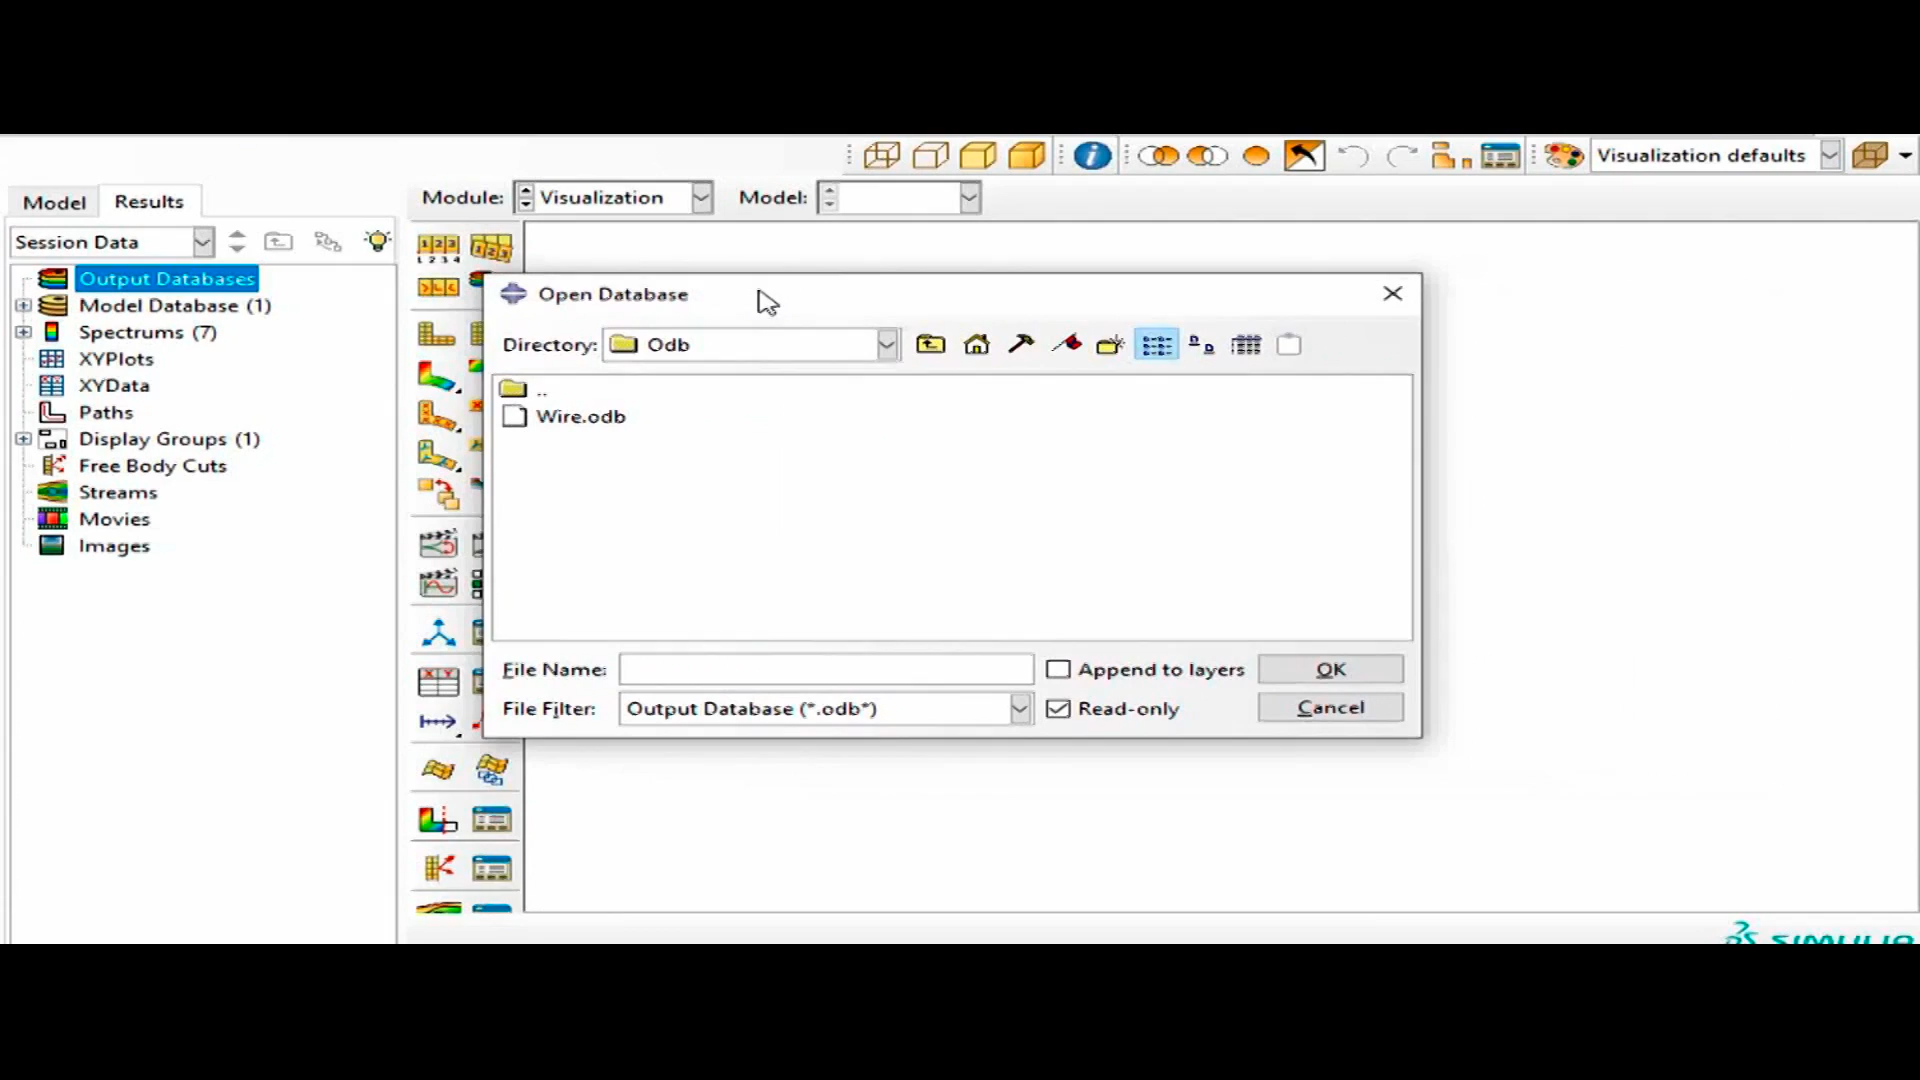 Visualization defaults
Model
Results
Module:
Visualization
Model:
Session Data
Output Databases
Model Database (1)
Spectrums (7)
XYPlots
XYData
Paths
Display Groups (1)
Free Body Cuts
Streams
Movies
Images
Open Database
Directory:
Odb
..
Wire.odb
File Name:
Append to layers
OK
File Filter:
Output Database (*.odb*)
Read-only
Cancel